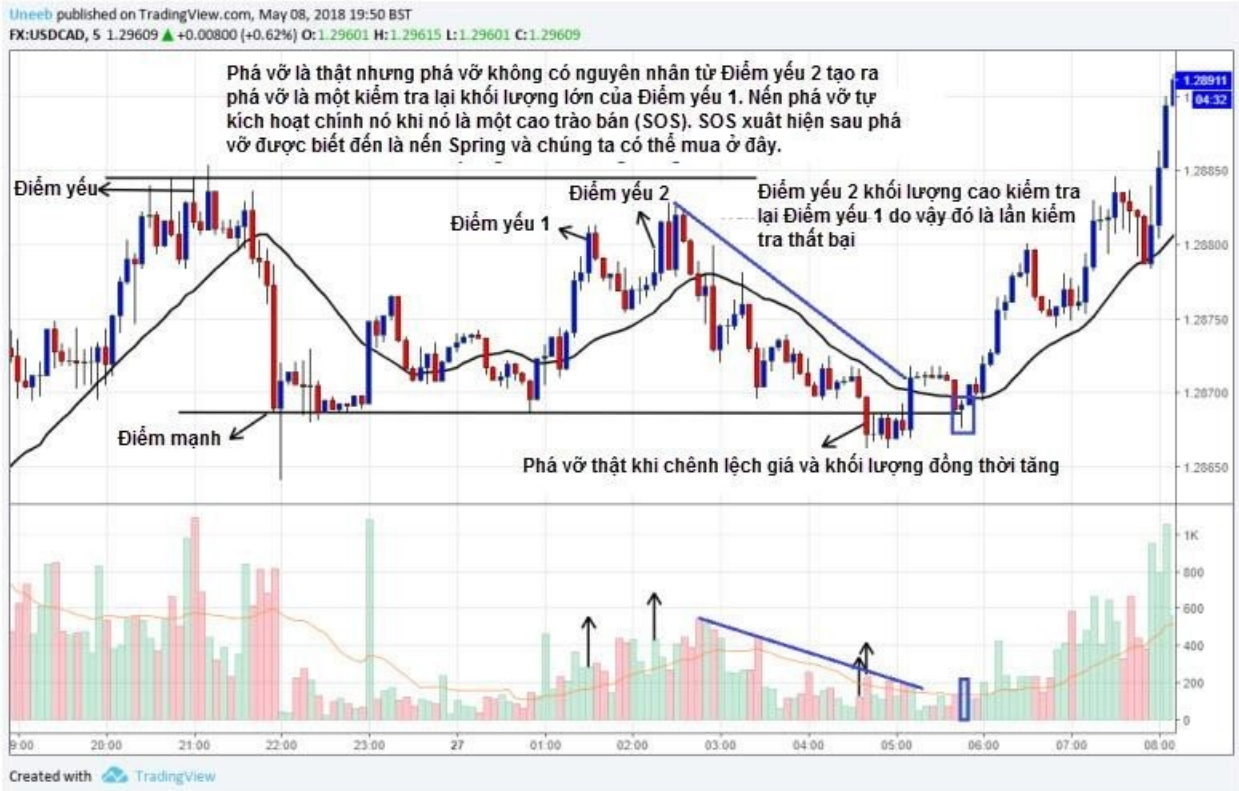 Uneeb published on TradingView.com, May 08, 2018 19:50 BST
FX:USDCAD, 5 1.29609 ▲ +0.00800 (+0.62%) O:1.29601 H:1.29615 L:1.29601 C:1.29609
Phá vỡ là thật nhưng phá vỡ không có nguyên nhân từ Điểm yếu 2 tạo ra
phá vỡ là một kiểm tra lại khối lượng lớn của Điểm yếu 1. Nến phá vỡ tự
kích hoạt chính nó khi nó là một cao trào bán (SOS). SOS xuât hiện sau phá
vỡ được biết đến là nến Spring và chúng ta có thể mua ở đây.
1.28911
04:32
Điểm yếu
Điểm yếu 2
Điểm yếu 1
Điểm yếu 2 khối lượng cao kiểm tra
lại Điểm yếu 1 do vậy đó là lần kiểm
tra thất bại
1.28850
1.28800
1.28750
1.28700
1.28650
Điểm mạnh
Phá vỡ thật khi chênh lệch giá và khối lượng đồng thời tăng
1K
800
600
400
200
0
9:00 20:00 21:00 22:00 23:00 27 01:00 02:00 03:00 04:00 05:00 06:00 07:00 08:00
Created with TradingView